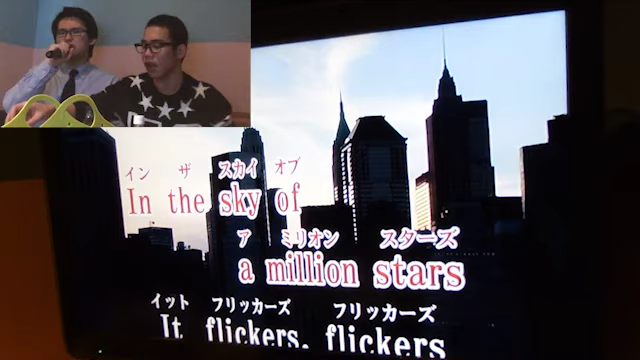 イン ザ スカイ オブ
In the sky of
ア ミリオン スターズ
a million stars
イット フリッカーズ フリッカーズ
It flickers, flickers